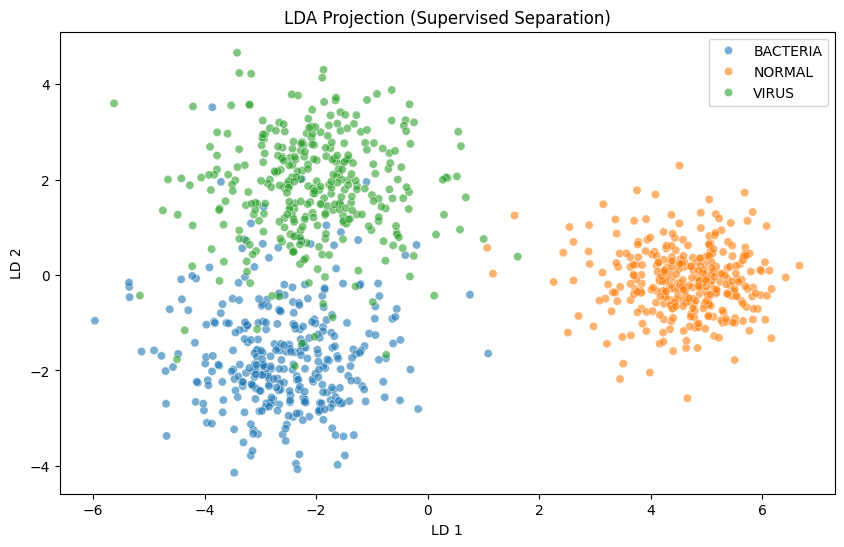 LDA Projection (Supervised Separation)
BACTERIA
NORMAL
VIRUS
4
2
0
−2
−4
LD 2
−6
−4
−2
0
2
4
6
LD 1